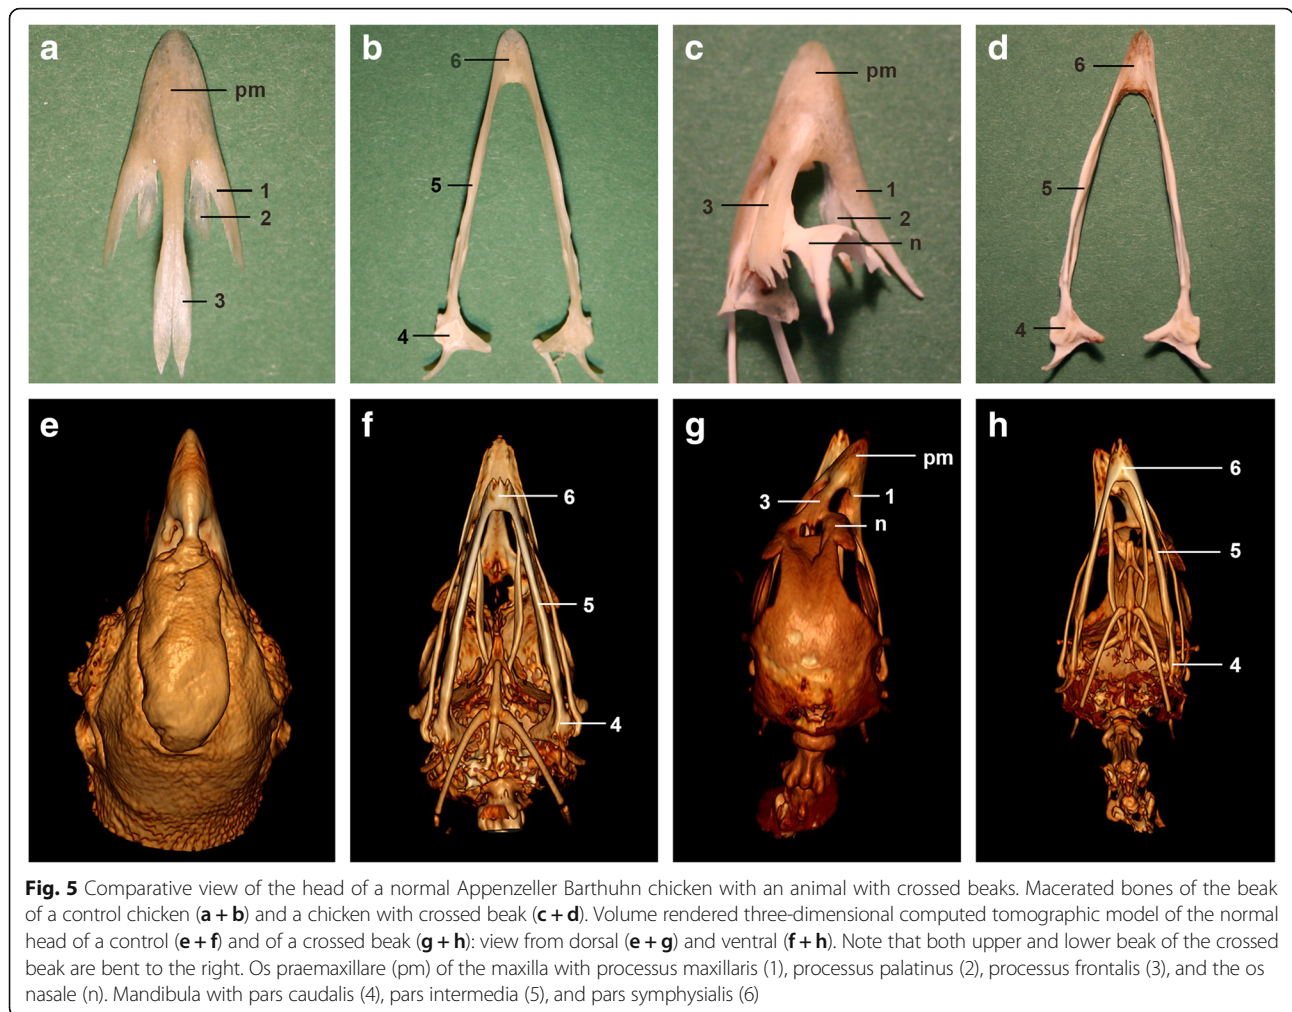 a
pm
1
2
3
b
6
5
4
c
pm
1
3
2
n
d
6
5
4
e
f
6
5
4
g
pm
3
1
n
h
6
5
4
Fig. 5 Comparative view of the head of a normal Appenzeller Barthuhn chicken with an animal with crossed beaks. Macerated bones of the beak
of a control chicken (a + b) and a chicken with crossed beak (c + d). Volume rendered three-dimensional computed tomographic model of the normal
head of a control (e + f) and of a crossed beak (g + h): view from dorsal (e + g) and ventral (f + h). Note that both upper and lower beak of the crossed
beak are bent to the right. Os praemaxillare (pm) of the maxilla with processus maxillaris (1), processus palatinus (2), processus frontalis (3), and the os
nasale (n). Mandibula with pars caudalis (4), pars intermedia (5), and pars symphysialis (6)